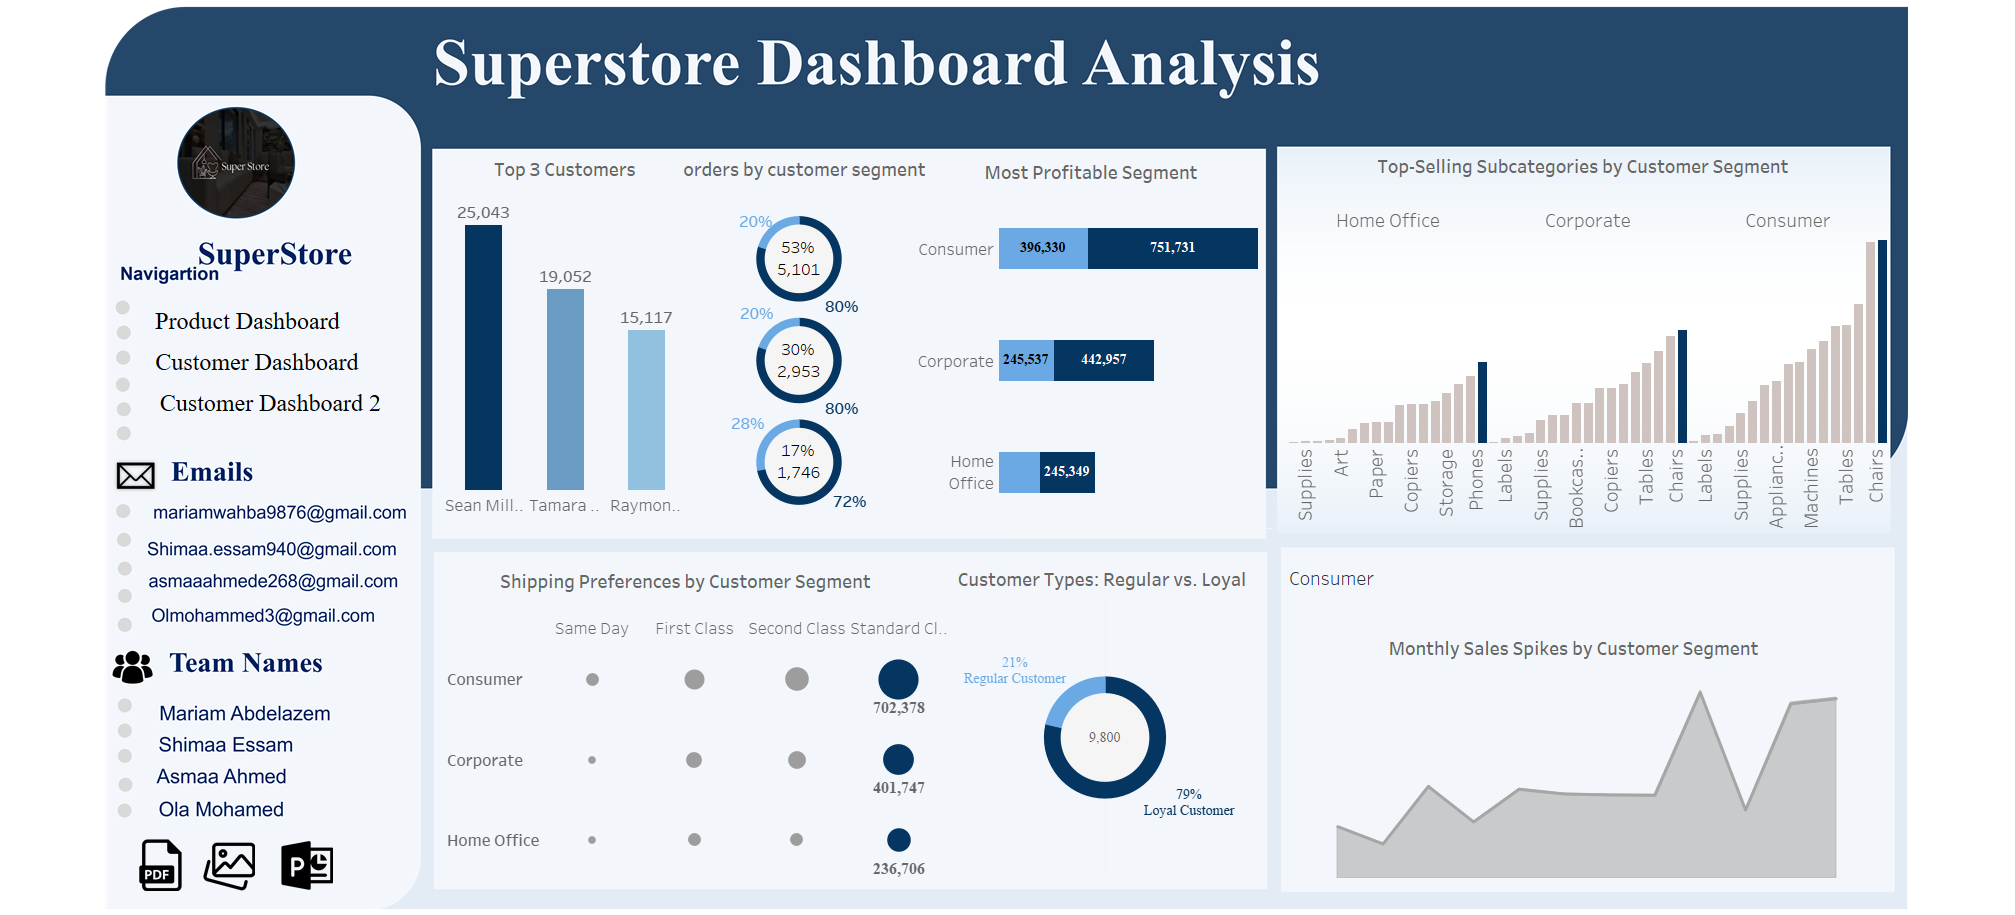 Superstore Dashboard Analysis
Super Store
SuperStore
Navigartion
Product Dashboard
Customer Dashboard
Customer Dashboard 2
Emails
mariamwahba9876@gmail.com
Shimaa.essam940@gmail.com
asmaaahmede268@gmail.com
Olmohammed3@gmail.com
Team Names
Mariam Abdelazem
Shimaa Essam
Asmaa Ahmed
Ola Mohamed
PDF
P
Top 3 Customers
25,043
19,052
15,117
Sean Mill..
Tamara ..
Raymon..
orders by customer segment
20%
53%
5,101
80%
20%
30%
2,953
80%
28%
17%
1,746
72%
Most Profitable Segment
Consumer
396,330
751,731
Corporate
245,537
442,957
Home
Office
245,349
Top-Selling Subcategories by Customer Segment
Home Office
Corporate
Consumer
Supplies
Art
Paper
Copiers
Storage
Phones
Labels
Supplies
Bookcas..
Copiers
Tables
Chairs
Labels
Supplies
Applianc..
Machines
Tables
Chairs
Shipping Preferences by Customer Segment
Same Day
First Class
Second Class
Standard Cl..
Consumer
702,378
Corporate
401,747
Home Office
236,706
Customer Types: Regular vs. Loyal
21%
Regular Customer
9,800
79%
Loyal Customer
Consumer
Monthly Sales Spikes by Customer Segment